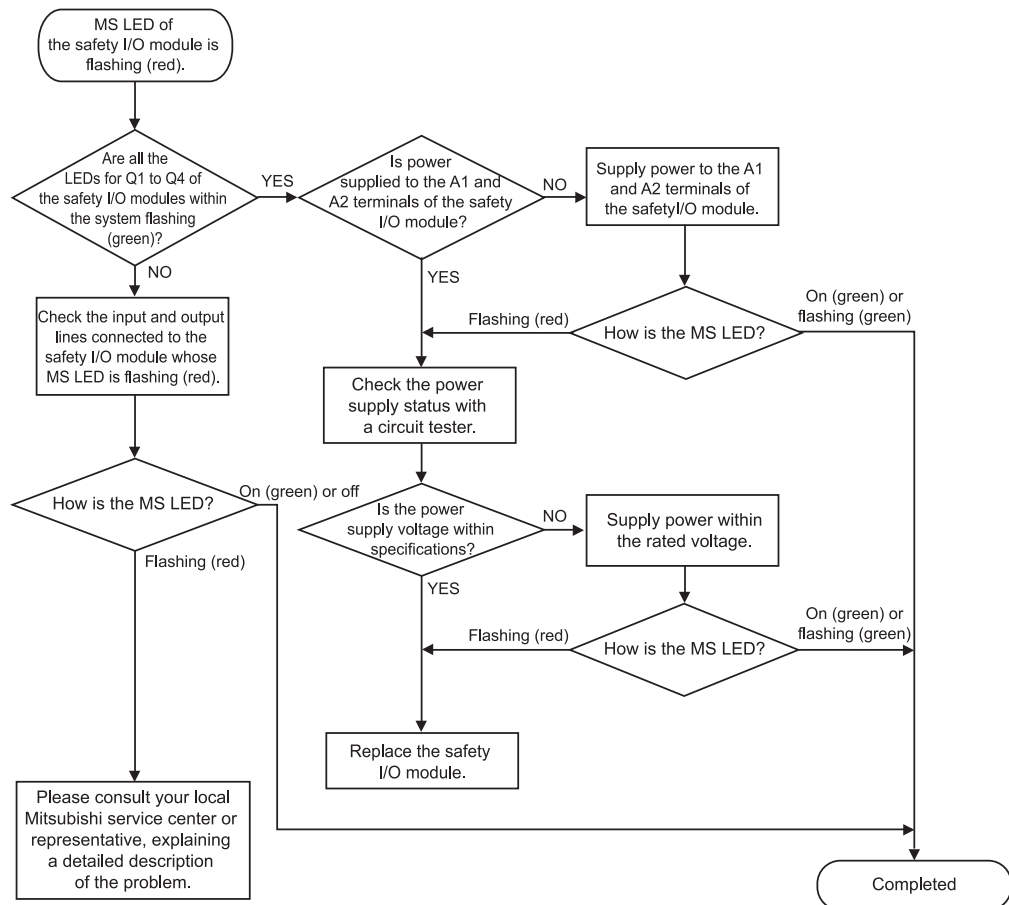 MS LED of
the safety I/O module is
flashing (red).
Are all the
LEDs for Q1 to Q4 of
the safety I/O modules within
the system flashing
(green)?
YES
NO
Is power
supplied to the A1 and
A2 terminals of the safety
I/O module?
NO
YES
Supply power to the A1
and A2 terminals of
the safetyI/O module.
How is the MS LED?
Flashing (red)
On (green) or
flashing (green)
Check the input and output
lines connected to the
safety I/O module whose
MS LED is flashing (red).
Check the power
supply status with
a circuit tester.
How is the MS LED?
On (green) or off
Flashing (red)
Is the power
supply voltage within
specifications?
NO
YES
Supply power within
the rated voltage.
How is the MS LED?
Flashing (red)
On (green) or
flashing (green)
Replace the safety
I/O module.
Please consult your local
Mitsubishi service center or
representative, explaining
a detailed description
of the problem.
Completed